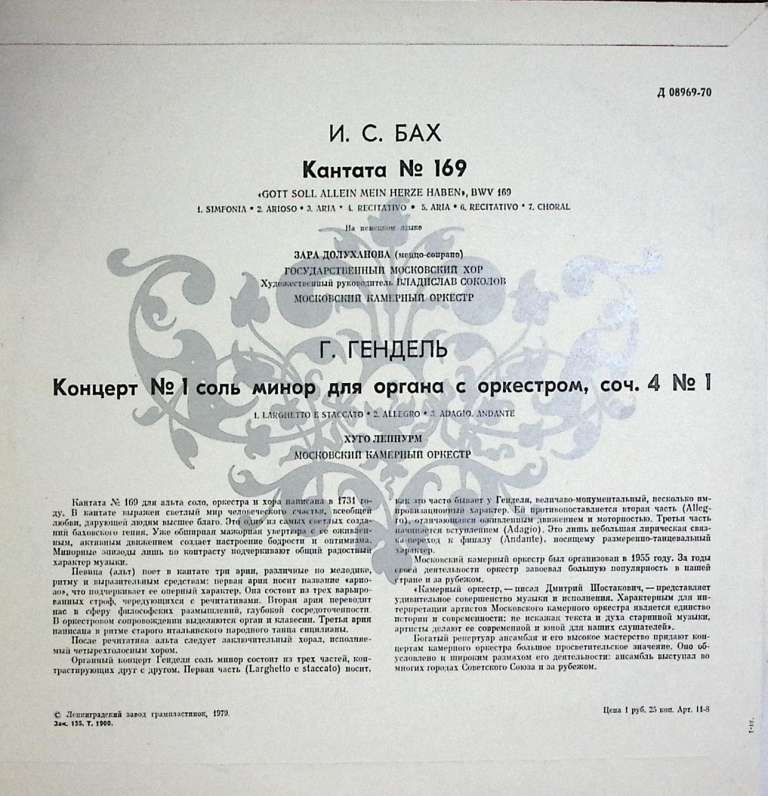 Д 08969-70
И. С. БАХ
Кантата № 169
«GOTT SOLL ALLEIN MEIN HERZE HABEN», BWV 169
1. SIMFONIA • 2. ARIOSO • 3. ARIA • 4. RECITATIVO • 5. ARIA • 6. RECITATIVO • 7. CHORAL
На немецком языке
ЗАРА ДОЛУХАНОВА (меццо-сопрано)
ГОСУДАРСТВЕННЫЙ МОСКОВСКИЙ ХОР
Художественный руководитель ВЛАДИСЛАВ СОКОЛОВ
МОСКОВСКИЙ КАМЕРНЫЙ ОРКЕСТР
Г. ГЕНДЕЛЬ
Концерт № 1 соль минор для органа с оркестром, соч. 4 № 1
1. LARGHETTO E STACCATO • 2. ALLEGRO • 3. ADAGIO. ANDANTE
ХУГО ЛЕПНУРМ
МОСКОВСКИЙ КАМЕРНЫЙ ОРКЕСТР
Кантата № 169 для альта соло, оркестра и хора написана в 1731 го-
ду. В кантате выражен светлый мир человеческого счастья, всеобщей
любви, дарующей людям высшее благо. Это одно из самых светлых созда-
ний баховского гения. Уже обширная мажорная увертюра с ее оживлен-
ным, активным движением создает настроение бодрости и оптимизма.
Минорные эпизоды лишь по контрасту подчеркивают общий радостный
характер музыки.
Певица (альт) поет в кантате три арии, различные по мелодике,
ритму и выразительным средствам: первая ария носит название «арио-
зо», что подчеркивает ее оперный характер. Она состоит из трех варьиро-
ванных строф, чередующихся с речитативами. Вторая ария переводит
нас в сферу философских размышлений, глубокой сосредоточенности.
В оркестровом сопровождении выделяются орган и клавесин. Третья ария
написана в ритме старого итальянского народного танца сицилианы.
После речитатива альта следует заключительный хорал, исполняе-
мый четырехголосным хором.
Органный концерт Генделя соль минор состоит из трех частей, кон-
трастирующих друг с другом. Первая часть (Larghetto e staccato) носит,
как это часто бывает у Генделя, величаво-монументальный, несколько им-
провизационный характер. Ей противопоставляется вторая часть (Alleg-
ro), отличающаяся оживленным движением и моторностью. Третья часть
начинается вступлением (Adagio). Это лишь небольшая лирическая связ-
ка-переход к финалу (Andante), носящему размеренно-танцевальный
характер.
Московский камерный оркестр был организован в 1955 году. За годы
своей деятельности оркестр завоевал большую популярность в нашей
стране и за рубежом.
«Камерный оркестр, — писал Дмитрий Шостакович, — представляет
удивительное совершенство музыки и исполнения. Характерным для ин-
терпретации артистов Московского камерного оркестра является единство
истории и современности: не искажая текста и духа старинной музыки,
артисты делают ее современной и юной для наших слушателей».
Богатый репертуар ансамбля и его высокое мастерство придают кон-
цертам камерного оркестра большое просветительское значение. Оно об-
условлено и широким размахом его деятельности: ансамбль выступал во
многих городах Советского Союза и за рубежом.
© Ленинградский завод грампластинок, 1979.
Зак. 135. Т. 1900.
Цена 1 руб. 25 коп. Арт. 11-8